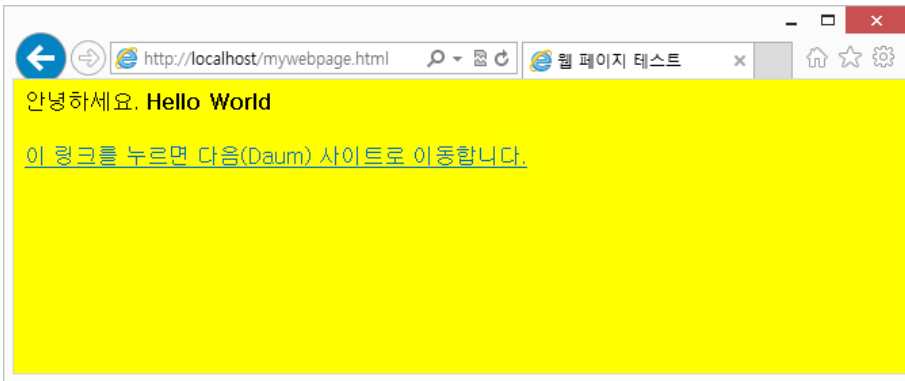 http://localhost/mywebpage.html
웹 페이지 테스트
안녕하세요. Hello World
이 링크를 누르면 다음(Daum) 사이트로 이동합니다.